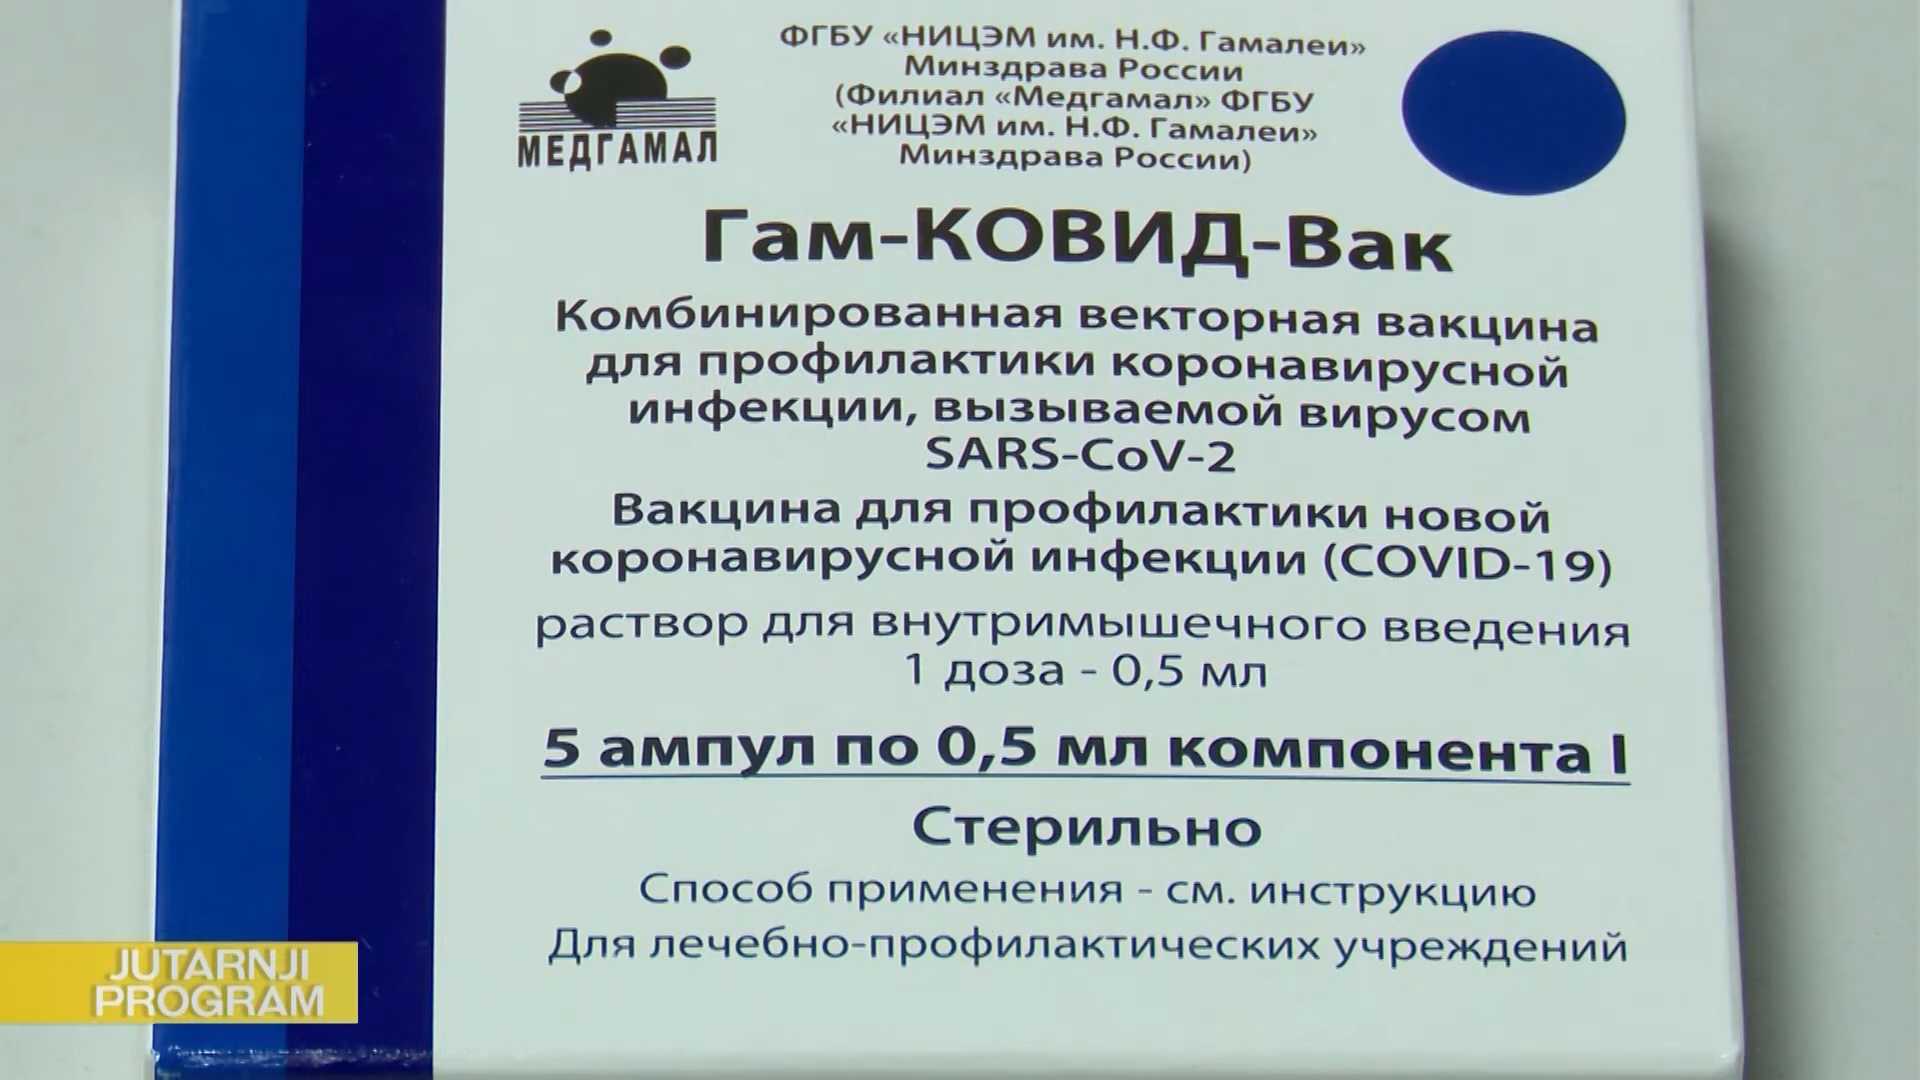 МЕДГАМАЛ
ФГБУ «НИЦЭМ им. Н.Ф. Гамалеи»
Минздрава России
(Филиал «Медгамал» ФГБУ
«НИЦЭМ им. Н.Ф. Гамалеи»
Минздрава России)
Гам-КОВИД-Вак
Комбинированная векторная вакцина
для профилактики коронавирусной
инфекции, вызываемой вирусом
SARS-CoV-2
Вакцина для профилактики новой
коронавирусной инфекции (COVID-19)
раствор для внутримышечного введения
1 доза - 0,5 мл
5 ампул по 0,5 мл компонента I
Стерильно
Способ применения - см. инструкцию
Для лечебно-профилактических учреждений
JUTARNJI
PROGRAM